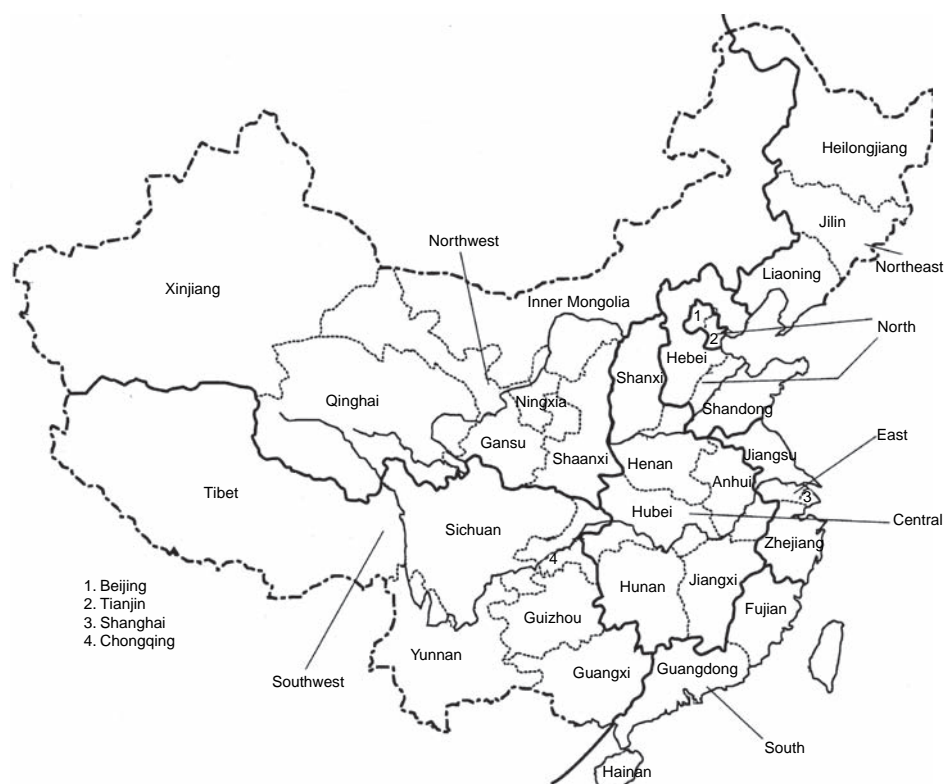 Heilongjiang
Jilin
Northeast
Liaoning
Northwest
Xinjiang
Inner Mongolia
1
2
North
Hebei
Shanxi
Qinghai
Ningxia
Shandong
Gansu
East
Jiangsu
Shaanxi
Henan
Anhui
Tibet
3
Hubei
Central
Sichuan
Zhejiang
4
1. Beijing
2. Tianjin
3. Shanghai
4. Chongqing
Hunan
Jiangxi
Fujian
Guizhou
Yunnan
Guangxi
Guangdong
Southwest
South
Hainan